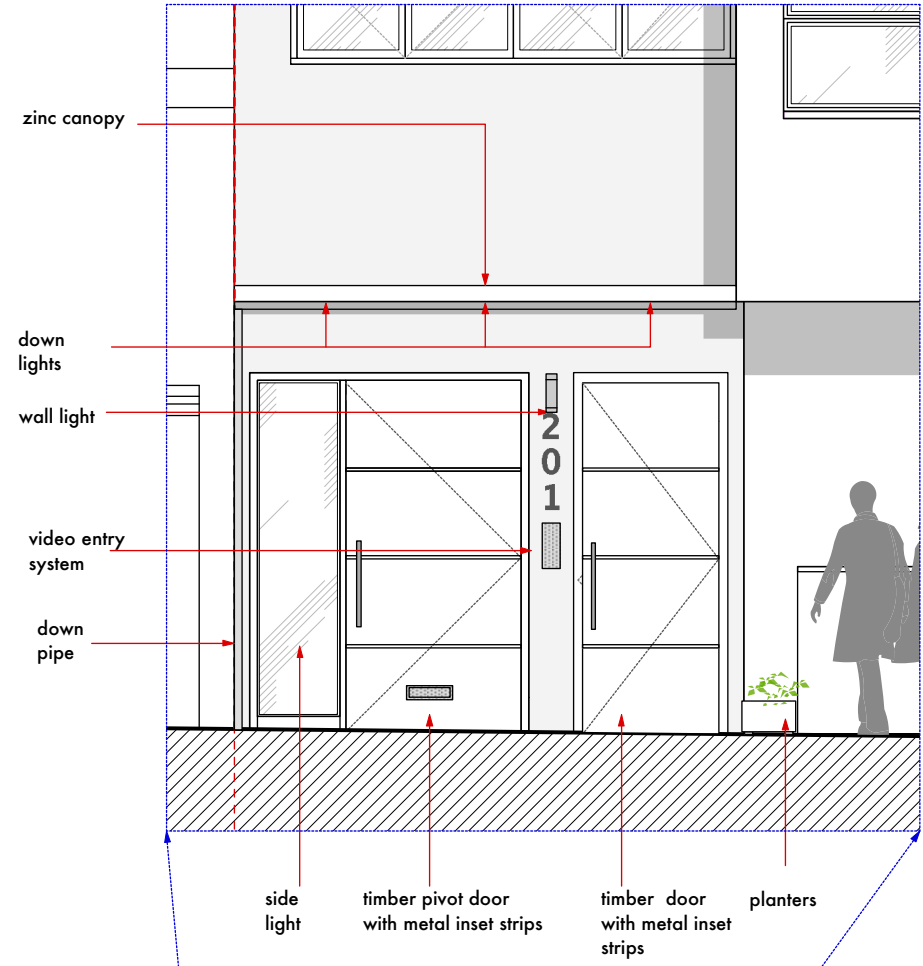 zinc canopy
down
lights
wall light
2
0
1
video entry
system
down
pipe
side
light
timber pivot door
with metal inset strips
timber door
with metal inset
strips
planters